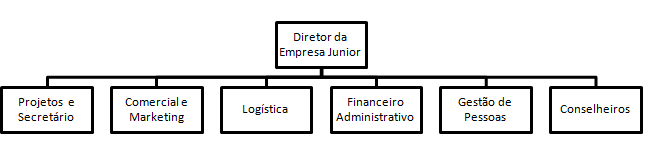 Diretor da
Empresa Junior
Projetos e
Secretário
Comercial e
Marketing
Logística
Financeiro
Administrativo
Gestão de
Pessoas
Conselheiros